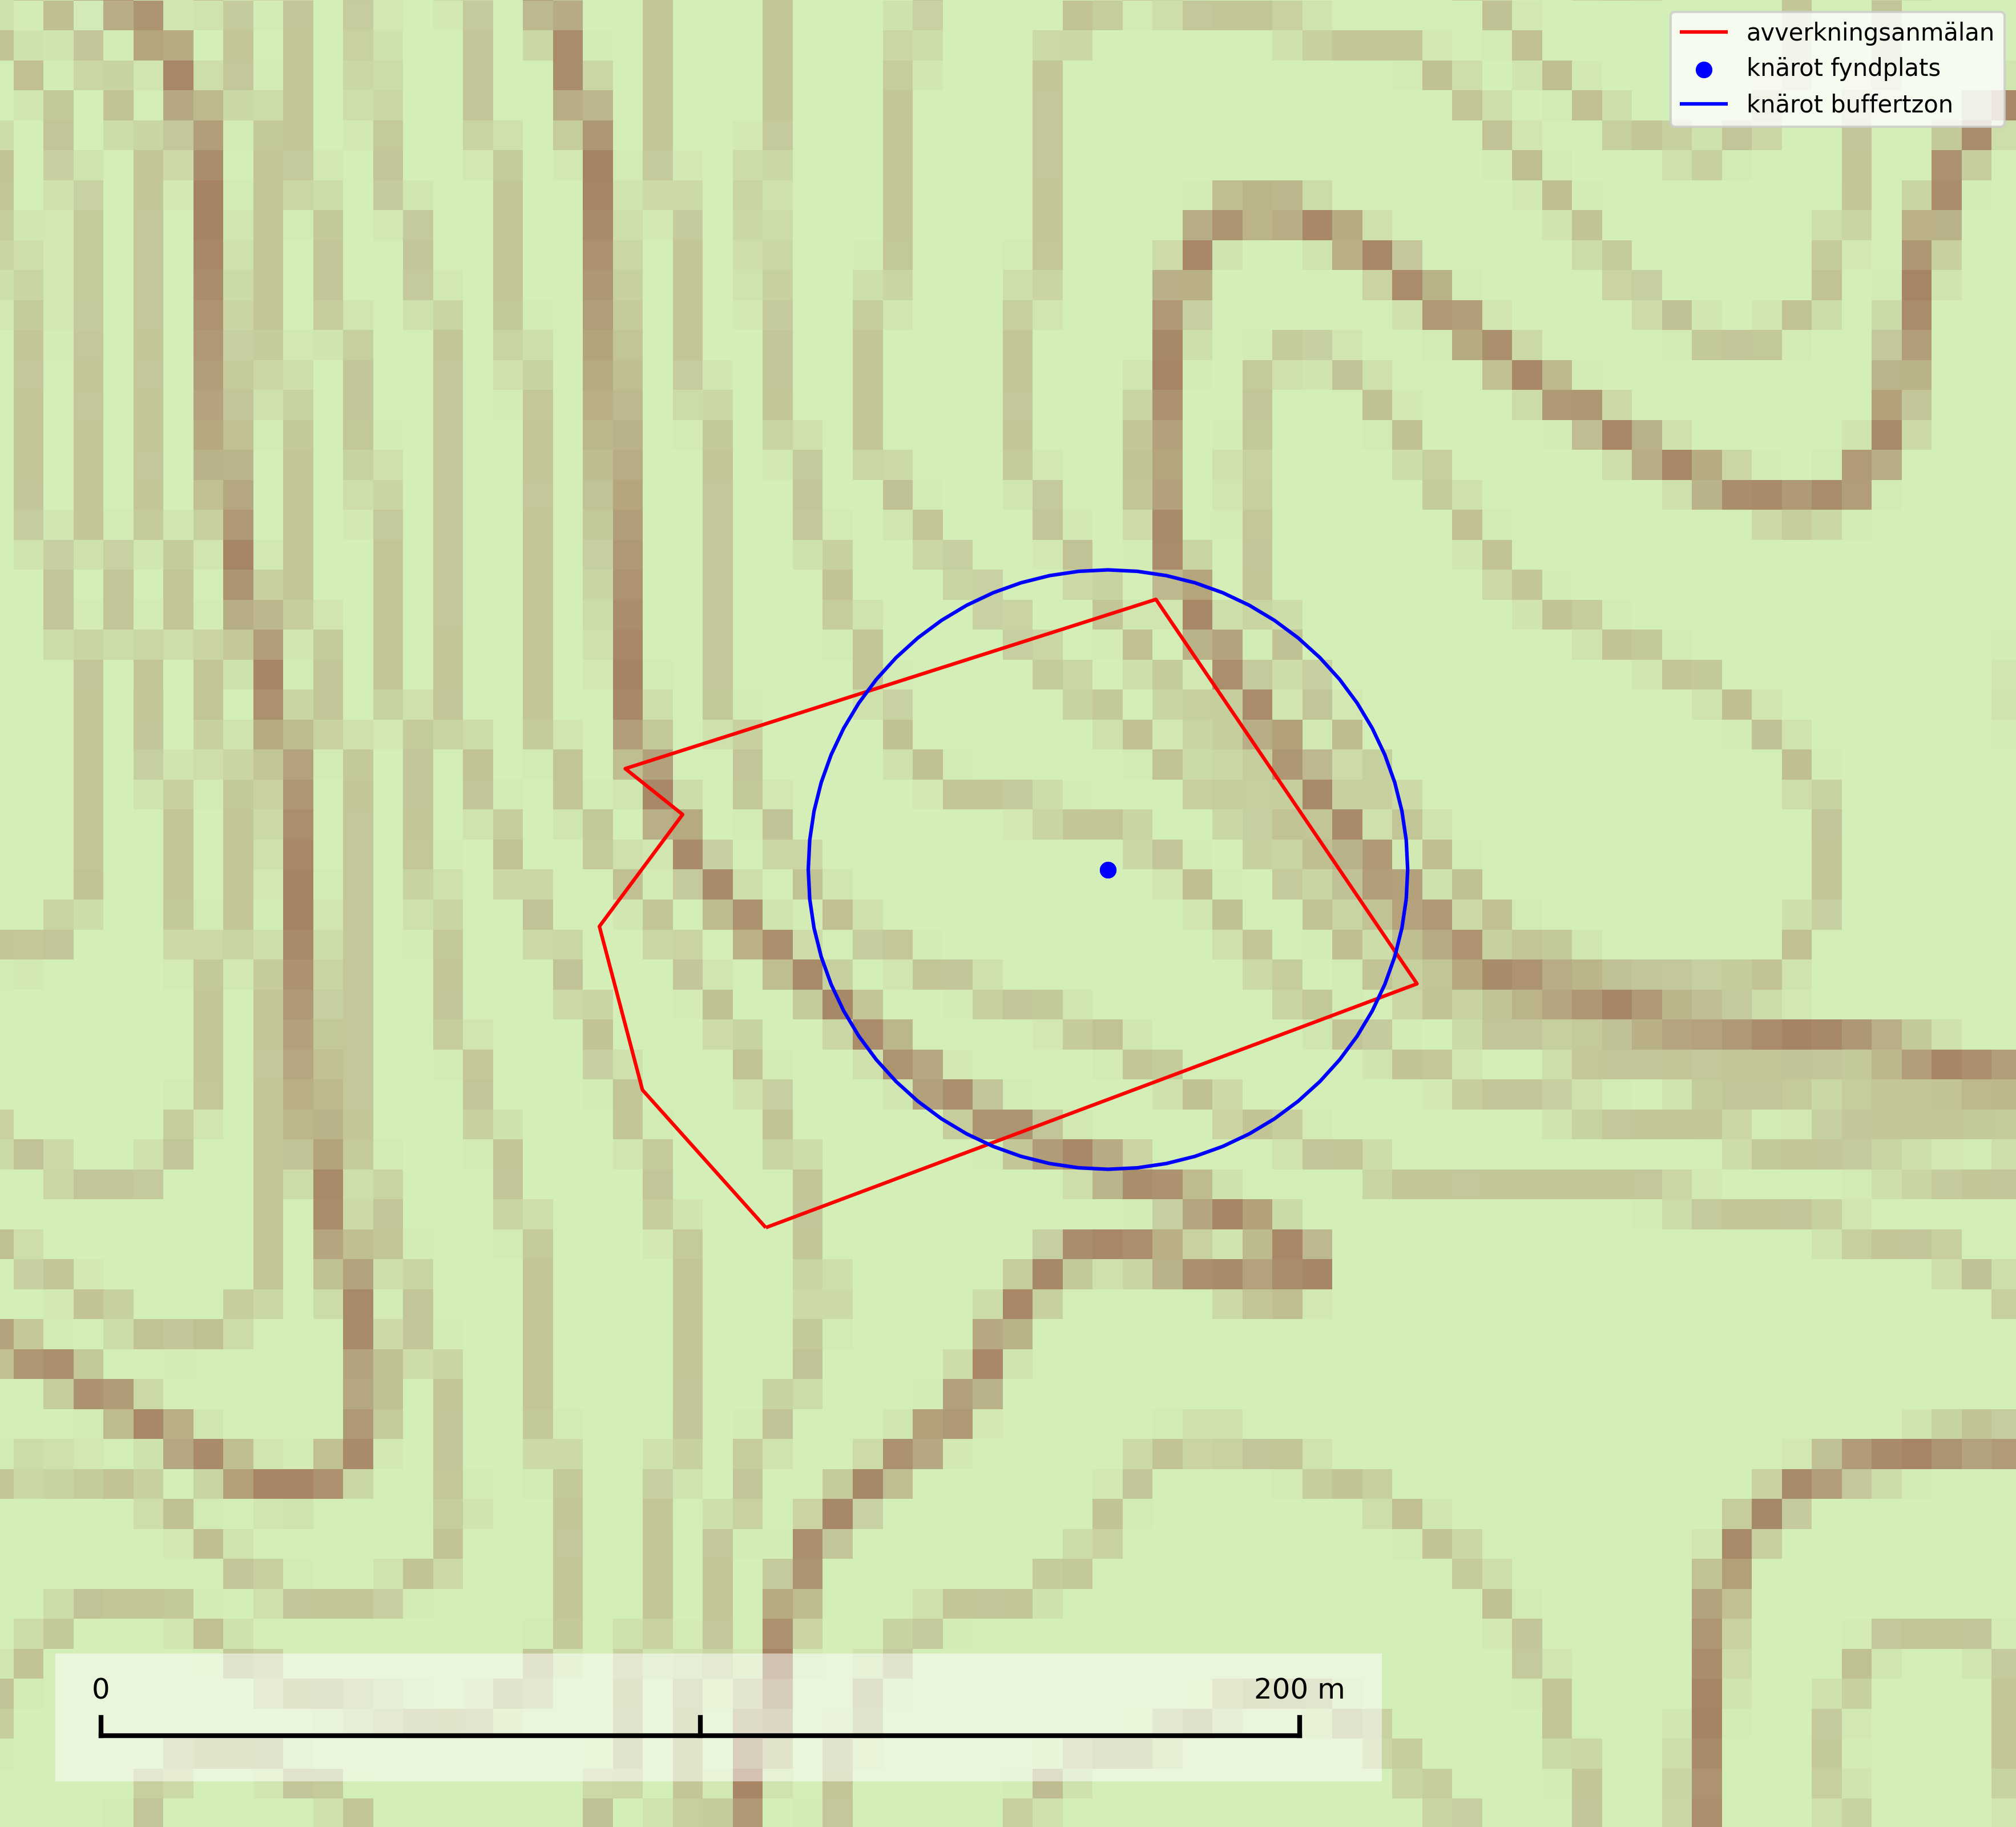 avverkningsanmälan
knärot fyndplats
knärot buffertzon
0 200 m